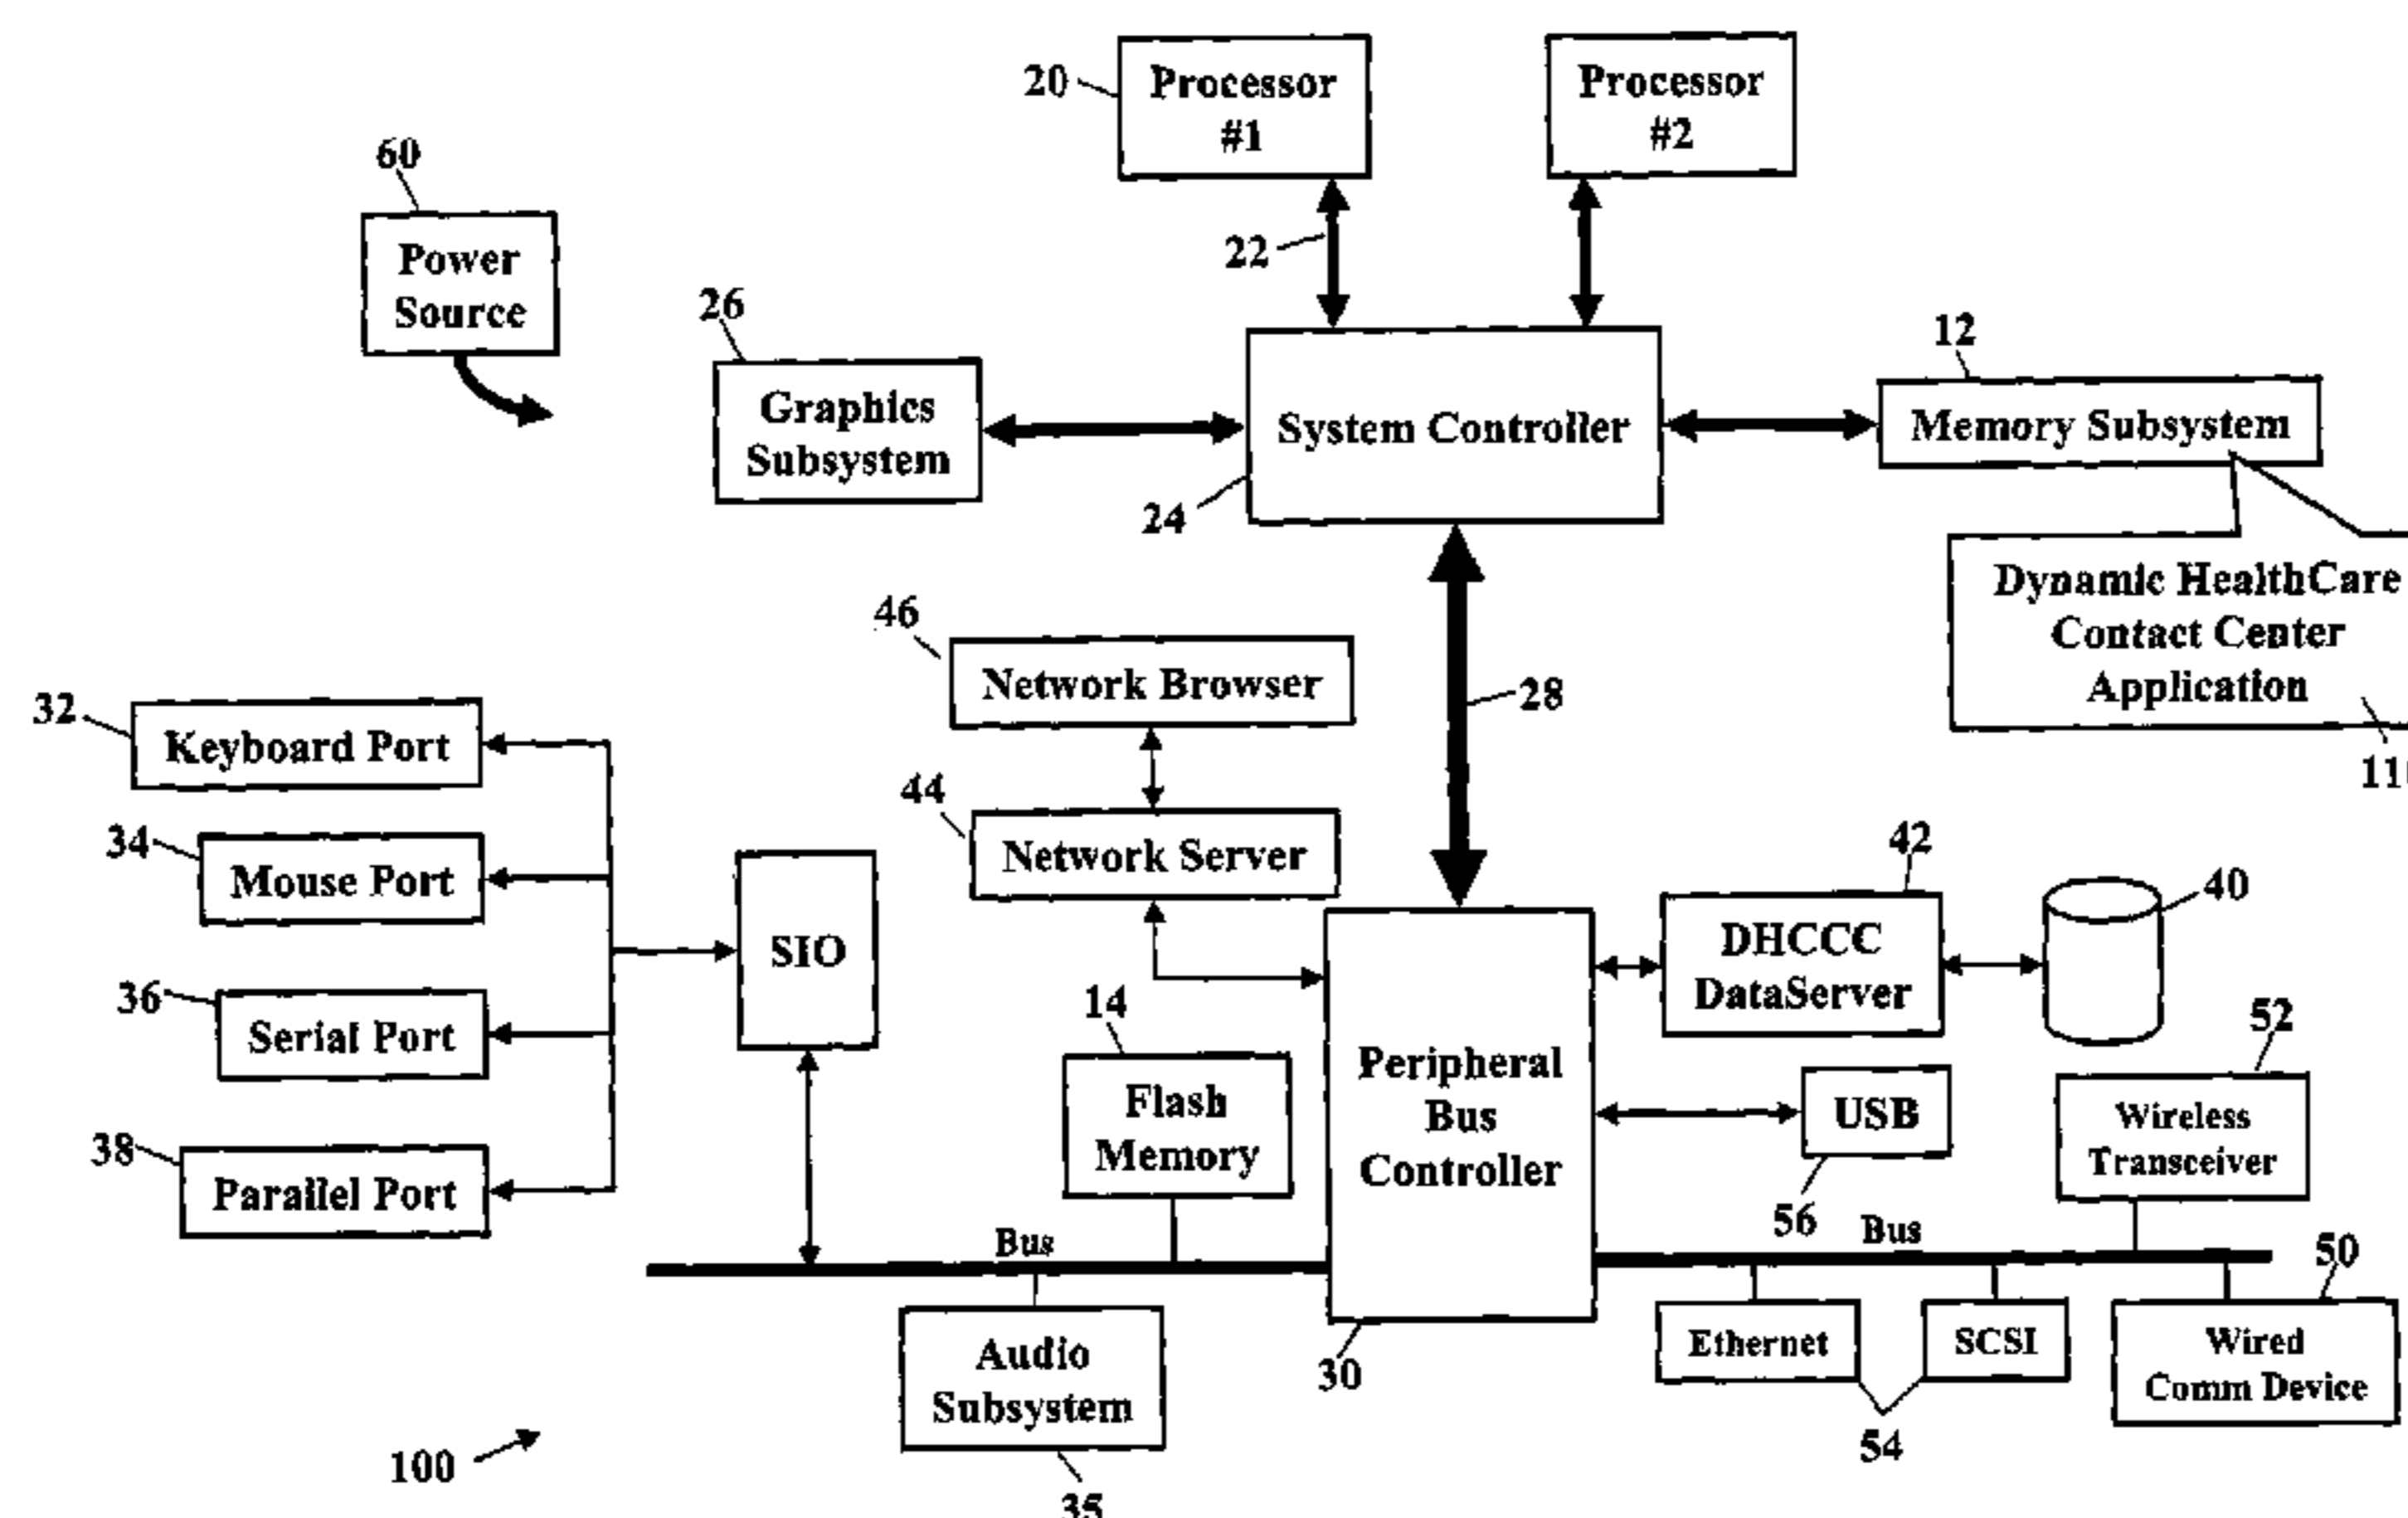 20
Processor
#1
Processor
#2
60
Power
Source
22
26
Graphics
Subsystem
System Controller
24
12
Memory Subsystem
Dynamic HealthCare
Contact Center
Application
46
Network Browser
28
32
Keyboard Port
44
Network Server
34
Mouse Port
SIO
42
DHCCC
DataServer
40
36
Serial Port
14
Flash
Memory
Peripheral
Bus
Controller
USB
56
52
Wireless
Transceiver
38
Parallel Port
Bus
Bus
50
Audio
Subsystem
30
Ethernet
SCSI
Wired
Comm Device
54
100
35